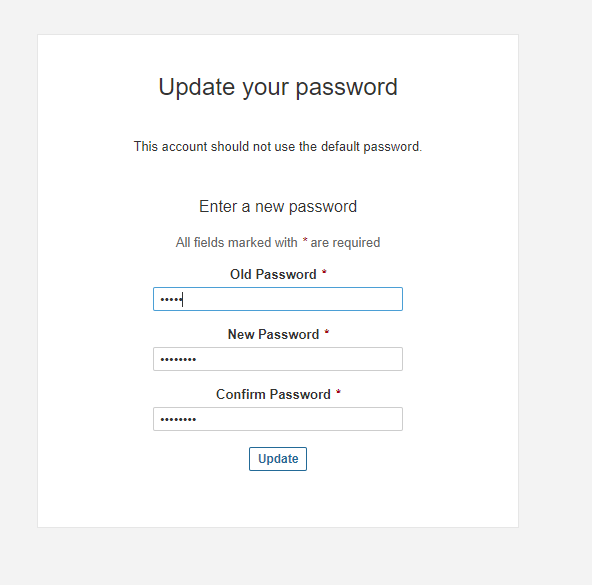 Update your password
This account should not use the default password.
Enter a new password
All fields marked with * are required
Old Password *
•••••
New Password *
••••••••
Confirm Password *
••••••••
Update